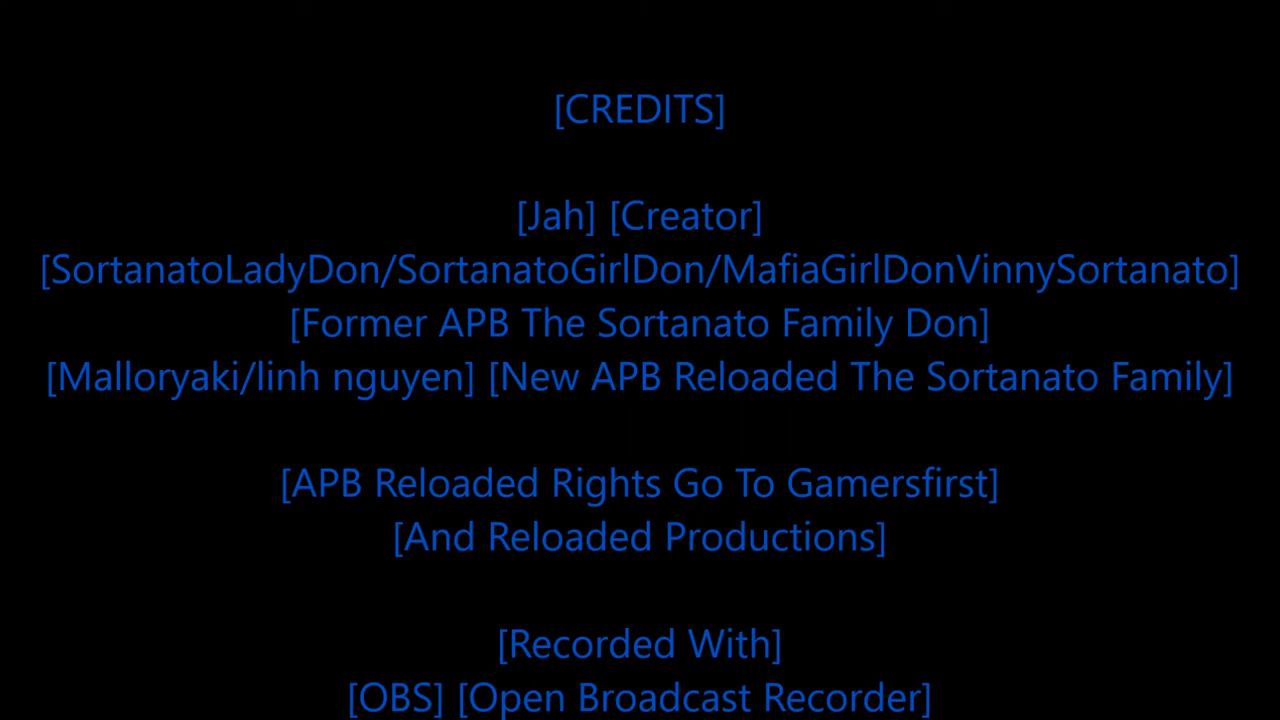 [CREDITS]
[Jah] [Creator]
[SortanatoLadyDon/SortanatoGirlDon/MafiaGirlDonVinnySortanato]
[Former APB The Sortanato Family Don]
[Malloryaki/linh nguyen] [New APB Reloaded The Sortanato Family]
[APB Reloaded Rights Go To Gamersfirst]
[And Reloaded Productions]
[Recorded With]
[OBS] [Open Broadcast Recorder]